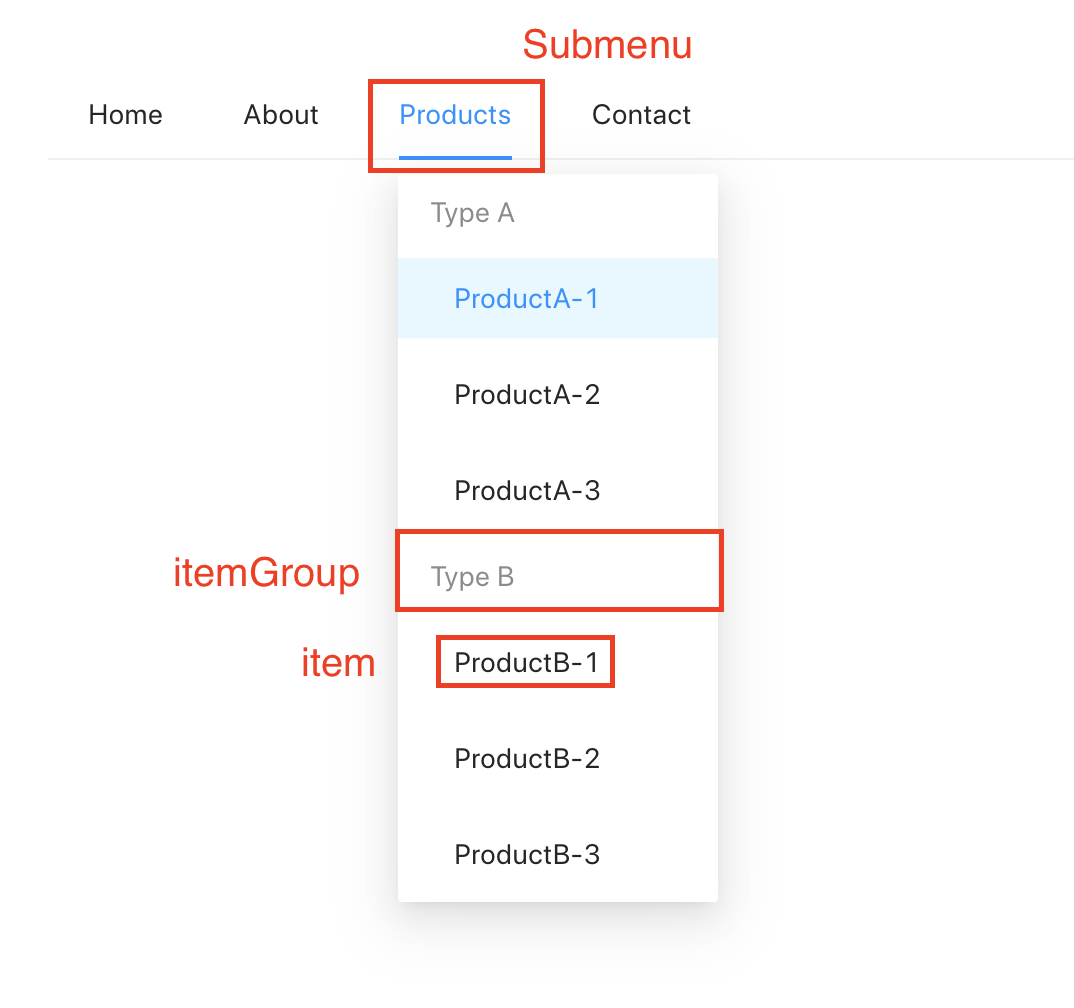 Submenu
Home About Products Contact
Type A
ProductA-1
ProductA-2
ProductA-3
itemGroup Type B
item ProductB-1
ProductB-2
ProductB-3